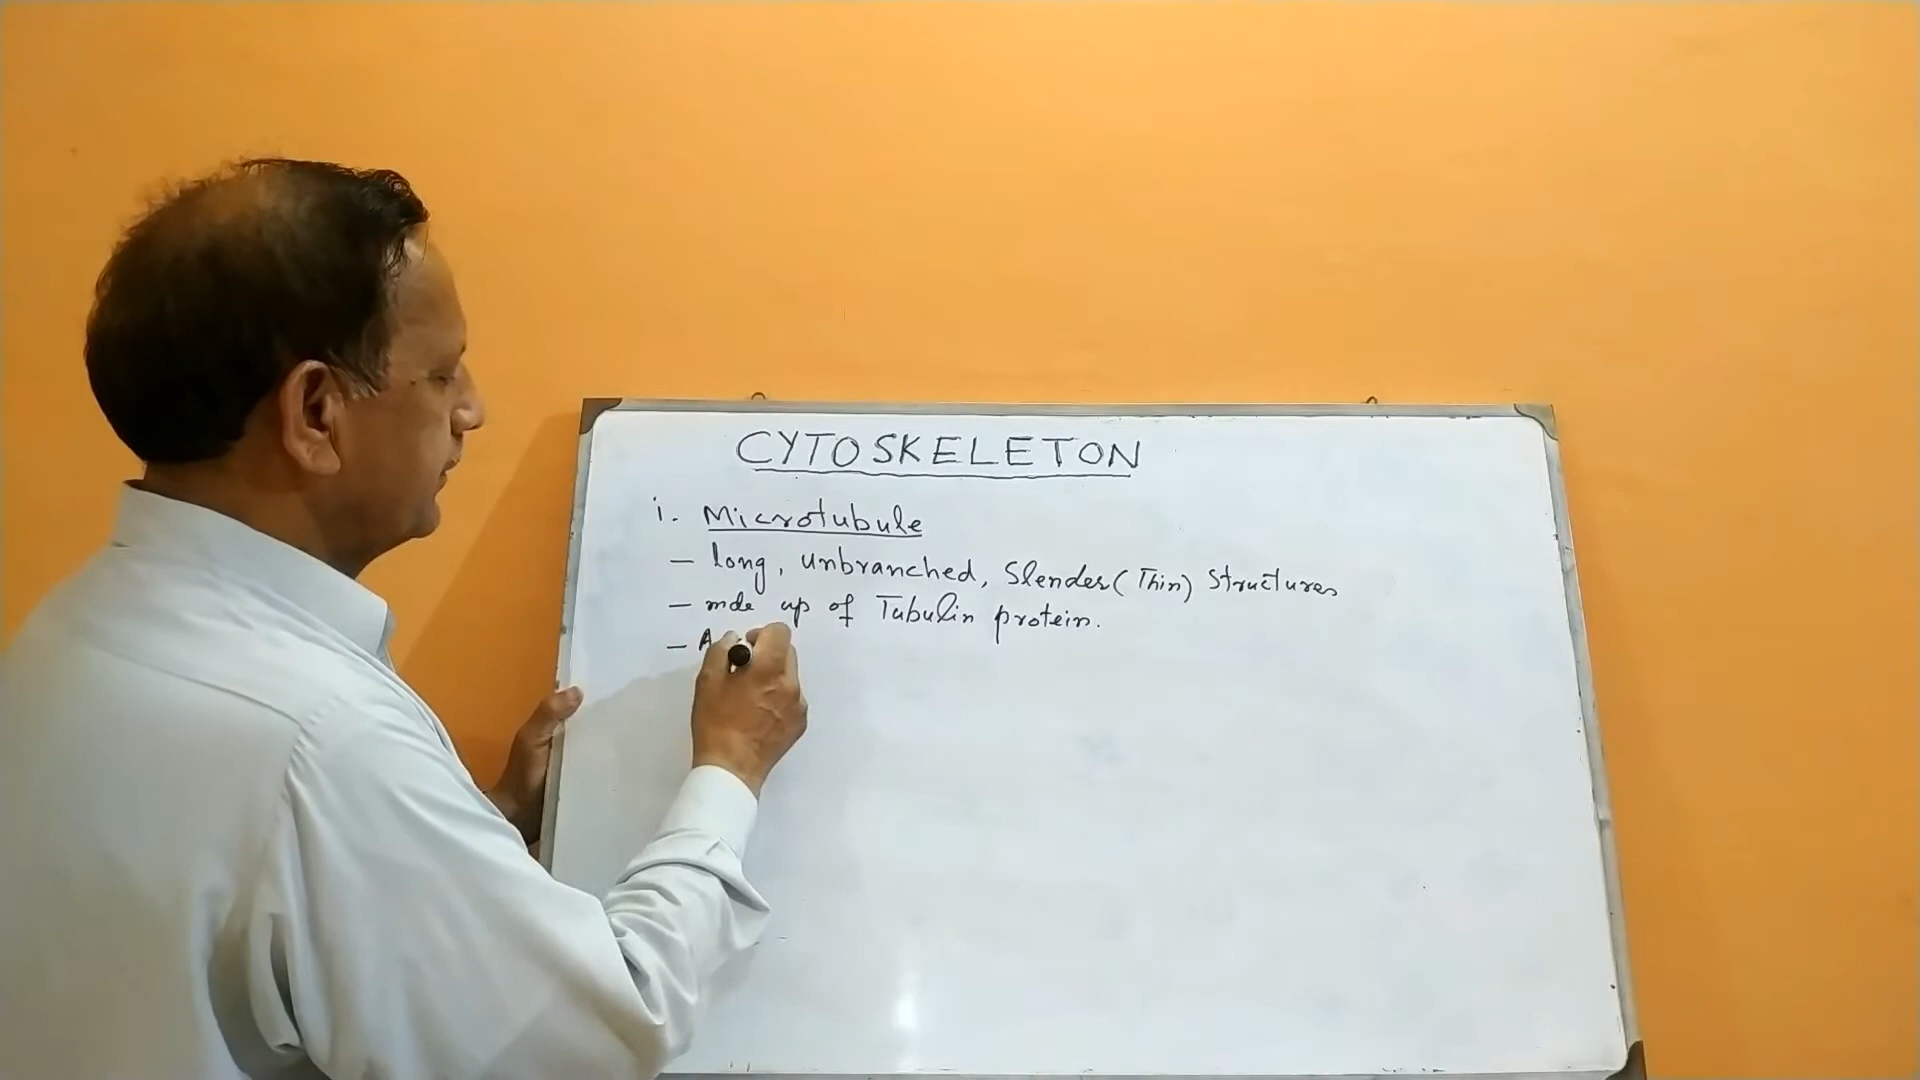 CYTOSKELETON
i. Microtubule
- long, unbranched, Slender (Thin) Structures
- mde up of Tubulin protein.
- A